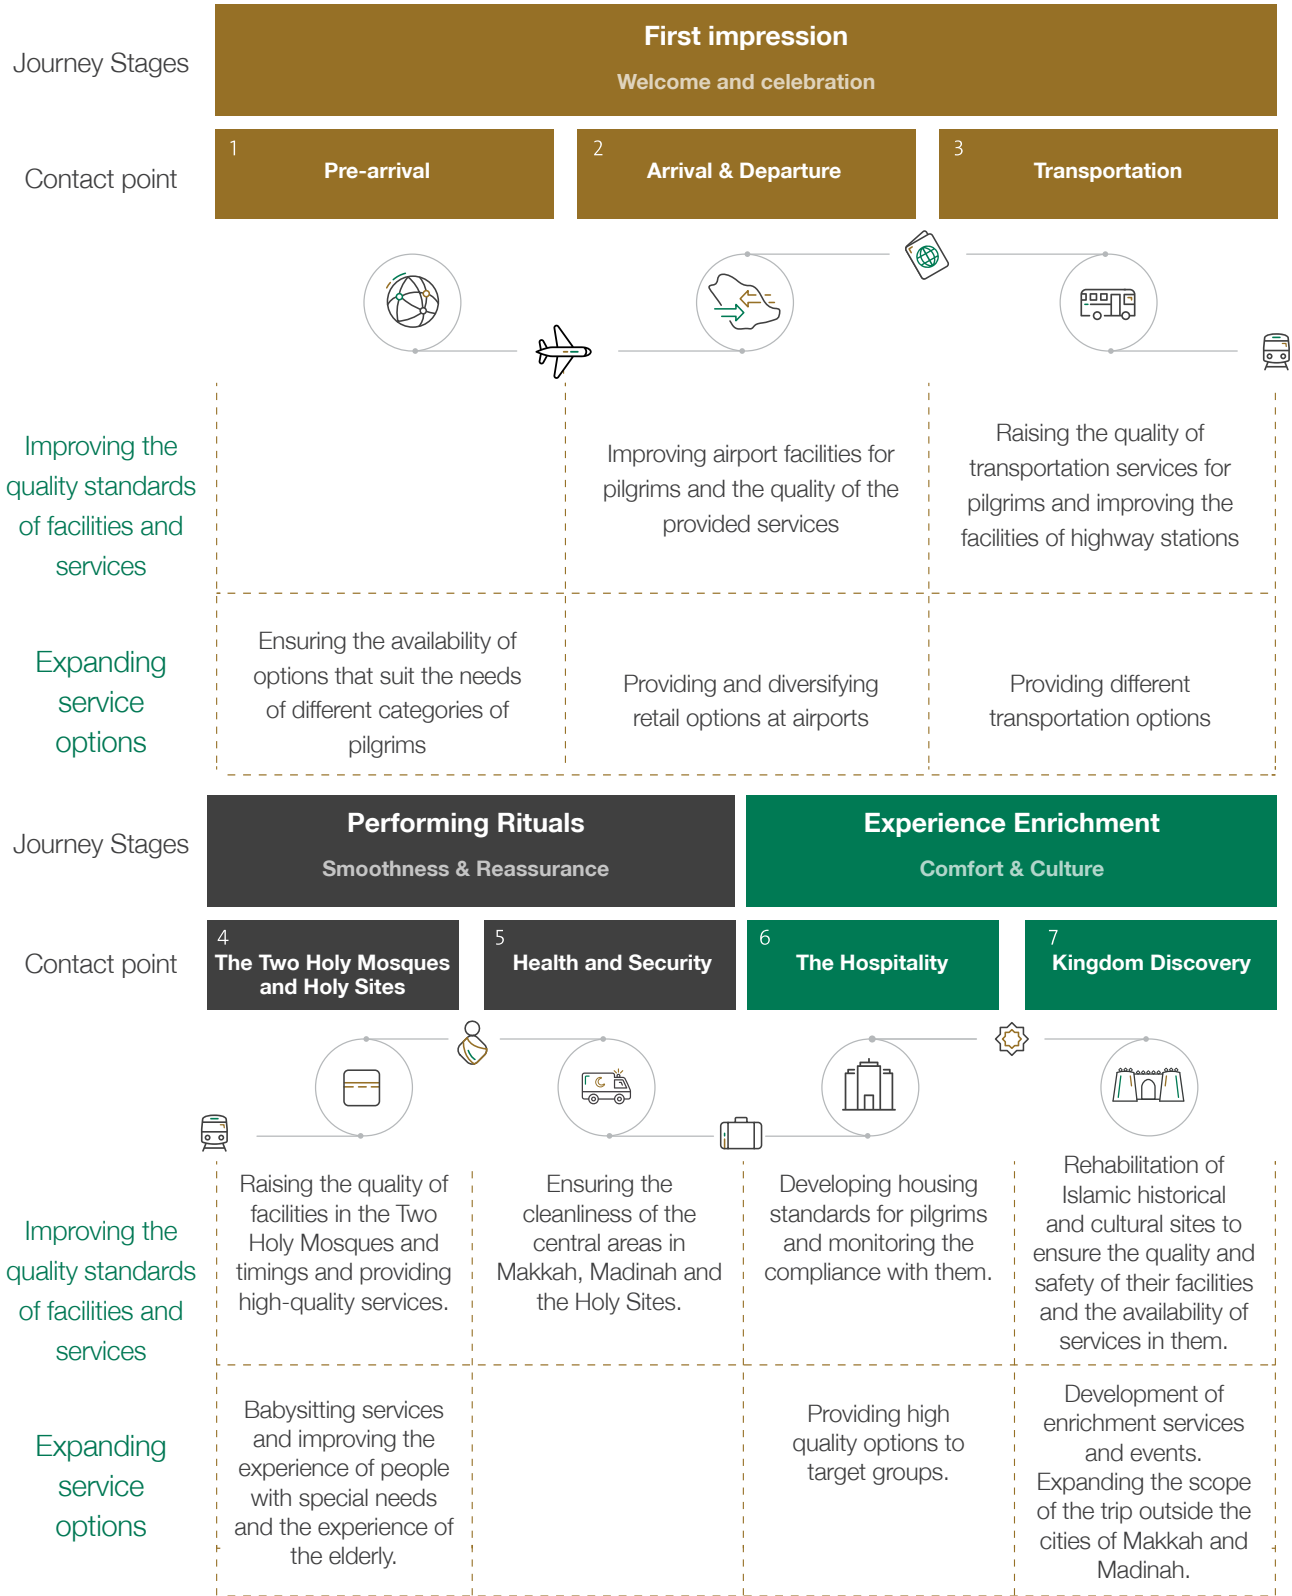 Journey Stages
First impression
Welcome and celebration
Contact point
1
Pre-arrival
2
Arrival & Departure
3
Transportation
Improving the
quality standards
of facilities and
services
Improving airport facilities for
pilgrims and the quality of the
provided services
Raising the quality of
transportation services for
pilgrims and improving the
facilities of highway stations
Expanding
service
options
Ensuring the availability of
options that suit the needs
of different categories of
pilgrims
Providing and diversifying
retail options at airports
Providing different
transportation options
Journey Stages
Performing Rituals
Smoothness & Reassurance
Experience Enrichment
Comfort & Culture
Contact point
4
The Two Holy Mosques
and Holy Sites
5
Health and Security
6
The Hospitality
7
Kingdom Discovery
Improving the
quality standards
of facilities and
services
Raising the quality of
facilities in the Two
Holy Mosques and
timings and providing
high-quality services.
Ensuring the
cleanliness of the
central areas in
Makkah, Madinah and
the Holy Sites.
Developing housing
standards for pilgrims
and monitoring the
compliance with them.
Rehabilitation of
Islamic historical
and cultural sites to
ensure the quality and
safety of their facilities
and the availability of
services in them.
Expanding
service
options
Babysitting services
and improving the
experience of people
with special needs
and the experience of
the elderly.
Providing high
quality options to
target groups.
Development of
enrichment services
and events.
Expanding the scope
of the trip outside the
cities of Makkah and
Madinah.